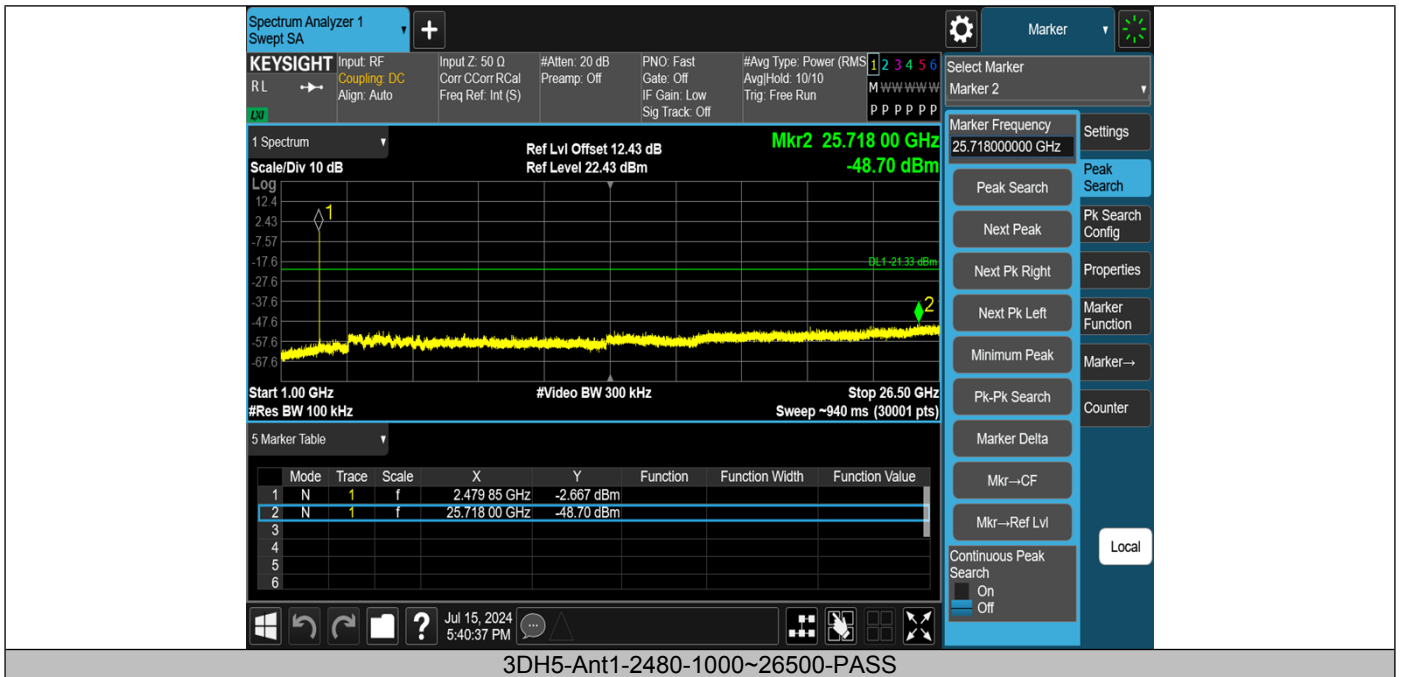 Spectrum Analyzer 1
Swept SA
+
Marker
KEYSIGHT
RL
LXI
Input: RF
Coupling: DC
Align: Auto
Input Z: 50 Ω
Corr CCorr RCal
Freq Ref: Int (S)
#Atten: 20 dB
Preamp: Off
PNO: Fast
Gate: Off
IF Gain: Low
Sig Track: Off
#Avg Type: Power (RMS
Avg|Hold: 10/10
Trig: Free Run
1 2 3 4 5 6
M W W W W W
P P P P P P
Select Marker
Marker 2
1 Spectrum
Scale/Div 10 dB
Ref Lvl Offset 12.43 dB
Ref Level 22.43 dBm
Mkr2 25.718 00 GHz
-48.70 dBm
Log
12.4
2.43
-7.57
-17.6
-27.6
-37.6
-47.6
-57.6
-67.6
1
DL1 -21.33 dBm
2
Start 1.00 GHz
#Video BW 300 kHz
Stop 26.50 GHz
#Res BW 100 kHz
Sweep ~940 ms (30001 pts)
5 Marker Table
Mode Trace Scale X Y Function Function Width Function Value
1 N 1 f 2.479 85 GHz -2.667 dBm
2 N 1 f 25.718 00 GHz -48.70 dBm
3
4
5
6
Marker Frequency
25.718000000 GHz
Peak Search
Next Peak
Next Pk Right
Next Pk Left
Minimum Peak
Pk-Pk Search
Marker Delta
Mkr→CF
Mkr→Ref Lvl
Continuous Peak
Search
On
Off
Settings
Peak
Search
Pk Search
Config
Properties
Marker
Function
Marker→
Counter
Local
?
Jul 15, 2024
5:40:37 PM
3DH5-Ant1-2480-1000~26500-PASS